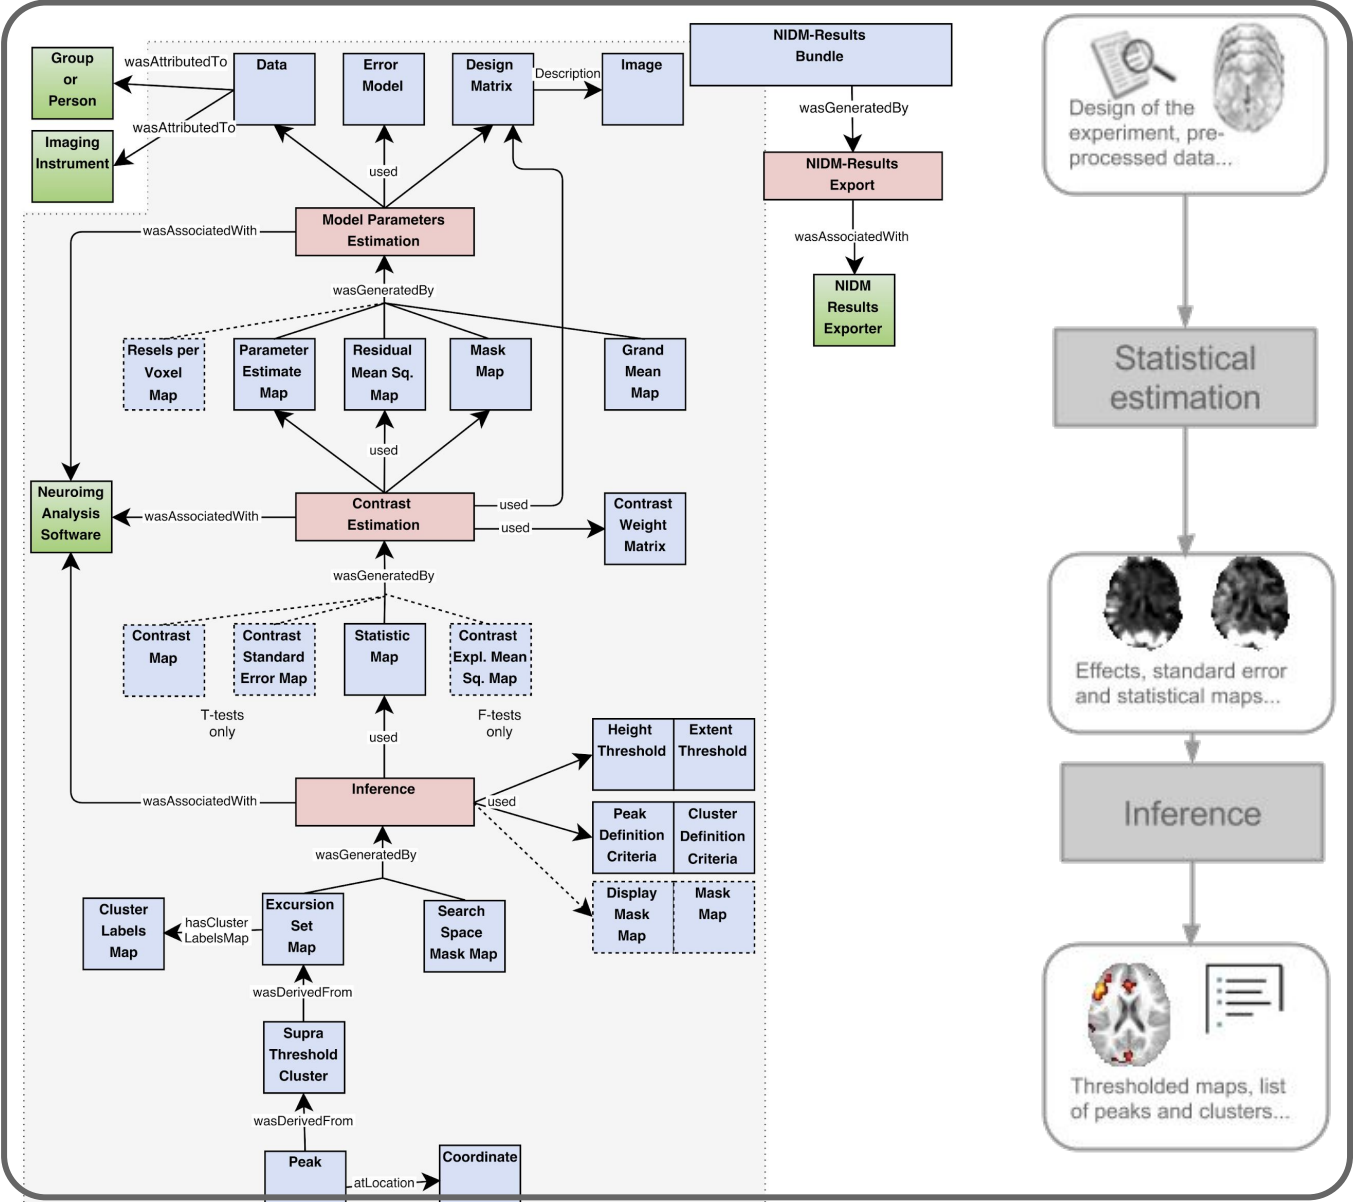 Group
or
Person
wasAttributedTo
Data
Error
Model
Design
Matrix
Description
Image
NIDM-Results
Bundle
wasGeneratedBy
Imaging
Instrument
wasAttributedTo
used
NIDM-Results
Export
wasAssociatedWith
Model Parameters
Estimation
wasAssociatedWith
NIDM
Results
Exporter
wasGeneratedBy
Resels per
Voxel
Map
Parameter
Estimate
Map
Residual
Mean Sq.
Map
Mask
Map
Grand
Mean
Map
used
Neuroimg
Analysis
Software
wasAssociatedWith
Contrast
Estimation
used
used
Contrast
Weight
Matrix
wasGeneratedBy
Contrast
Map
Contrast
Standard
Error Map
Statistic
Map
Contrast
Expl. Mean
Sq. Map
T-tests
only
F-tests
only
used
Height
Threshold
Extent
Threshold
wasAssociatedWith
Inference
used
Peak
Definition
Criteria
Cluster
Definition
Criteria
wasGeneratedBy
Display
Mask
Map
Mask
Map
Cluster
Labels
Map
hasCluster
LabelsMap
Excursion
Set
Map
Search
Space
Mask Map
wasDerivedFrom
Supra
Threshold
Cluster
wasDerivedFrom
Peak
atLocation
Coordinate
Design of the
experiment, pre-
processed data...
Statistical
estimation
Effects, standard error
and statistical maps...
Inference
Thresholded maps, list
of peaks and clusters...